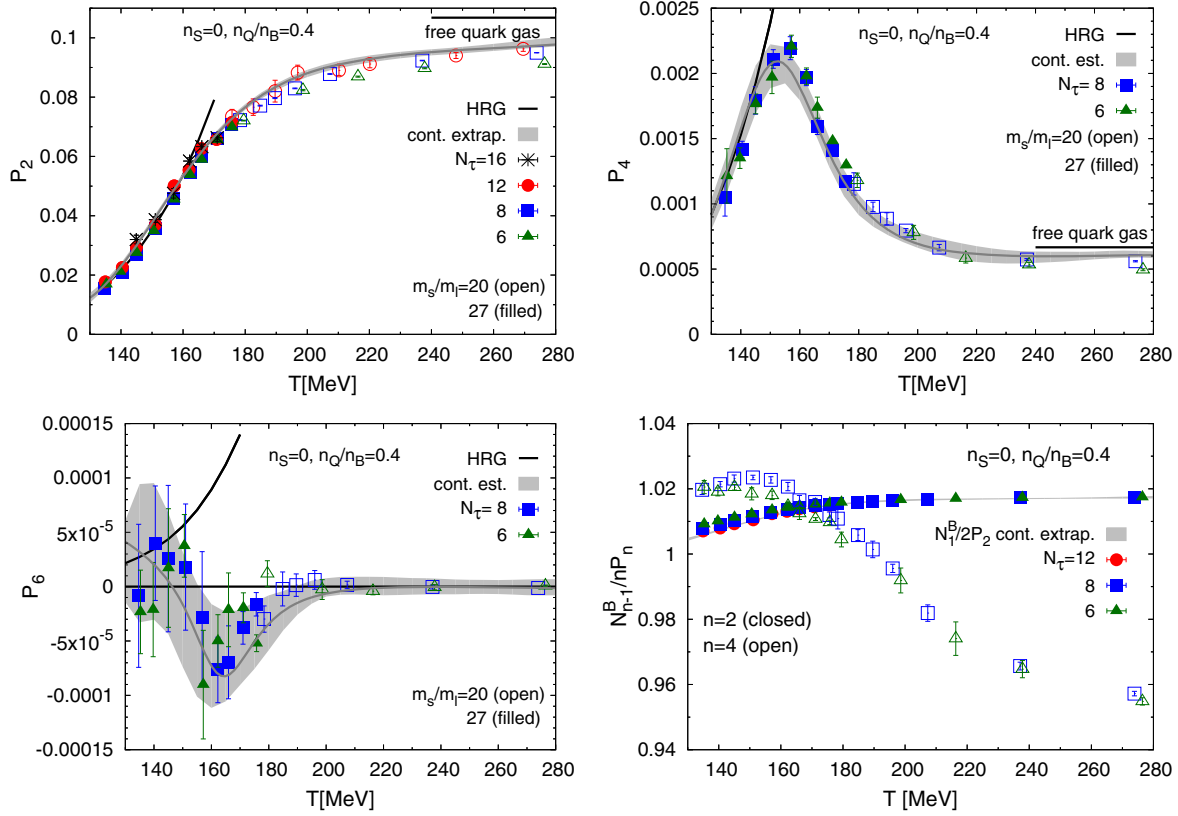 n_S=0, n_Q/n_B=0.4
free quark gas
HRG
cont. extrap.
N_τ=16
12
8
6
m_s/m_l=20 (open)
27 (filled)
P_2
0.1
0.08
0.06
0.04
0.02
0
140 160 180 200 220 240 260 280
T[MeV]
n_S=0, n_Q/n_B=0.4
HRG
cont. est.
N_τ= 8
6
m_s/m_l=20 (open)
27 (filled)
free quark gas
P_4
0.0025
0.002
0.0015
0.001
0.0005
0
140 160 180 200 220 240 260 280
T[MeV]
n_S=0, n_Q/n_B=0.4
HRG
cont. est.
N_τ= 8
6
m_s/m_l=20 (open)
27 (filled)
P_6
0.00015
0.0001
5e-5
0
-5e-5
-0.0001
-0.00015
140 160 180 200 220 240 260 280
T[MeV]
n_S=0, n_Q/n_B=0.4
N_1^B/2P_2 cont. extrap.
N_τ=12
8
6
n=2 (closed)
n=4 (open)
N_{n-1}^B/nP_n
1.04
1.02
1
0.98
0.96
0.94
140 160 180 200 220 240 260 280
T [MeV]